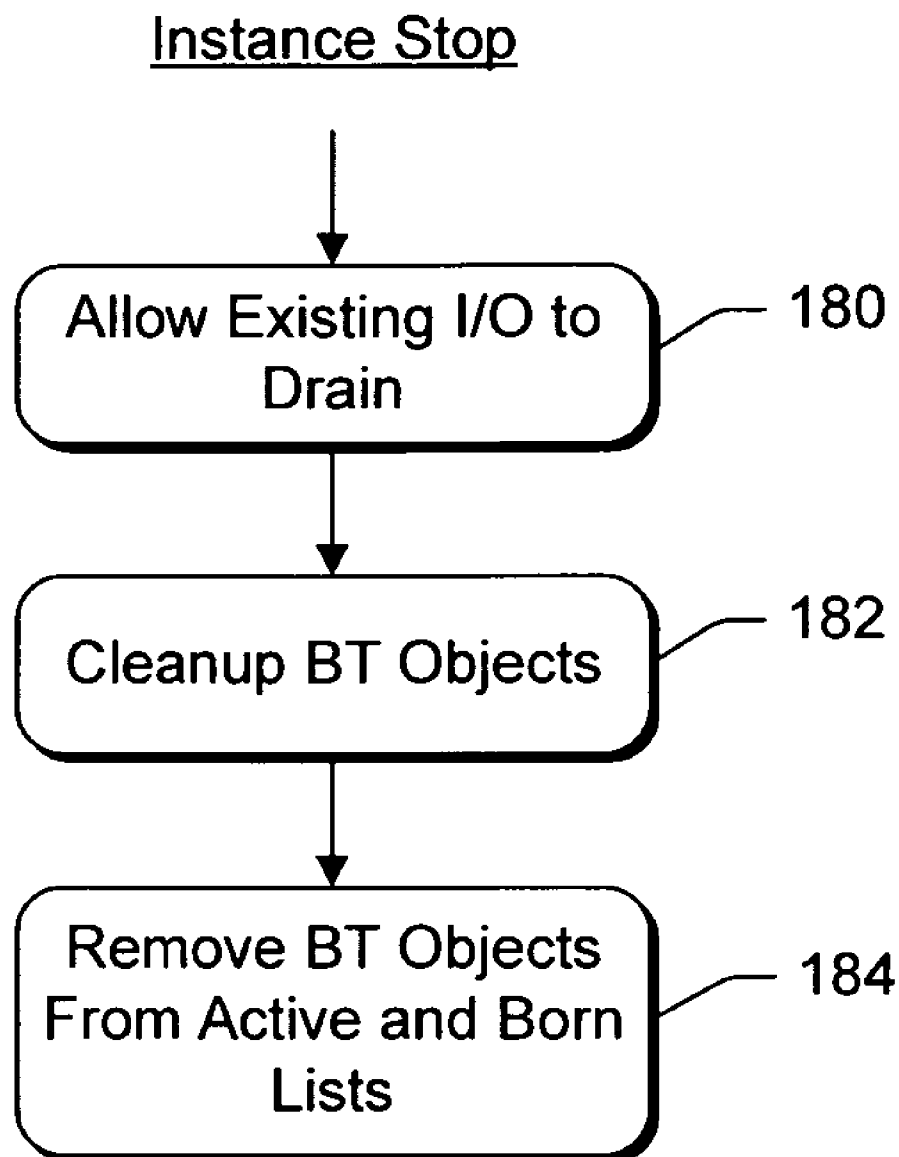 Instance Stop
Allow Existing I/O to
Drain
180
Cleanup BT Objects
182
Remove BT Objects
From Active and Born
Lists
184